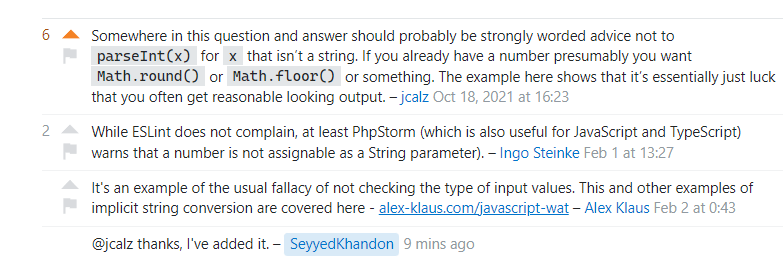 6 Somewhere in this question and answer should probably be strongly worded advice not to
parseInt(x) for x that isn't a string. If you already have a number presumably you want
Math.round() or Math.floor() or something. The example here shows that it's essentially just luck
that you often get reasonable looking output. – jcalz Oct 18, 2021 at 16:23
2 While ESLint does not complain, at least PhpStorm (which is also useful for JavaScript and TypeScript)
warns that a number is not assignable as a String parameter). – Ingo Steinke Feb 1 at 13:27
It's an example of the usual fallacy of not checking the type of input values. This and other examples of
implicit string conversion are covered here - alex-klaus.com/javascript-wat – Alex Klaus Feb 2 at 0:43
@jcalz thanks, I've added it. – SeyyedKhandon 9 mins ago